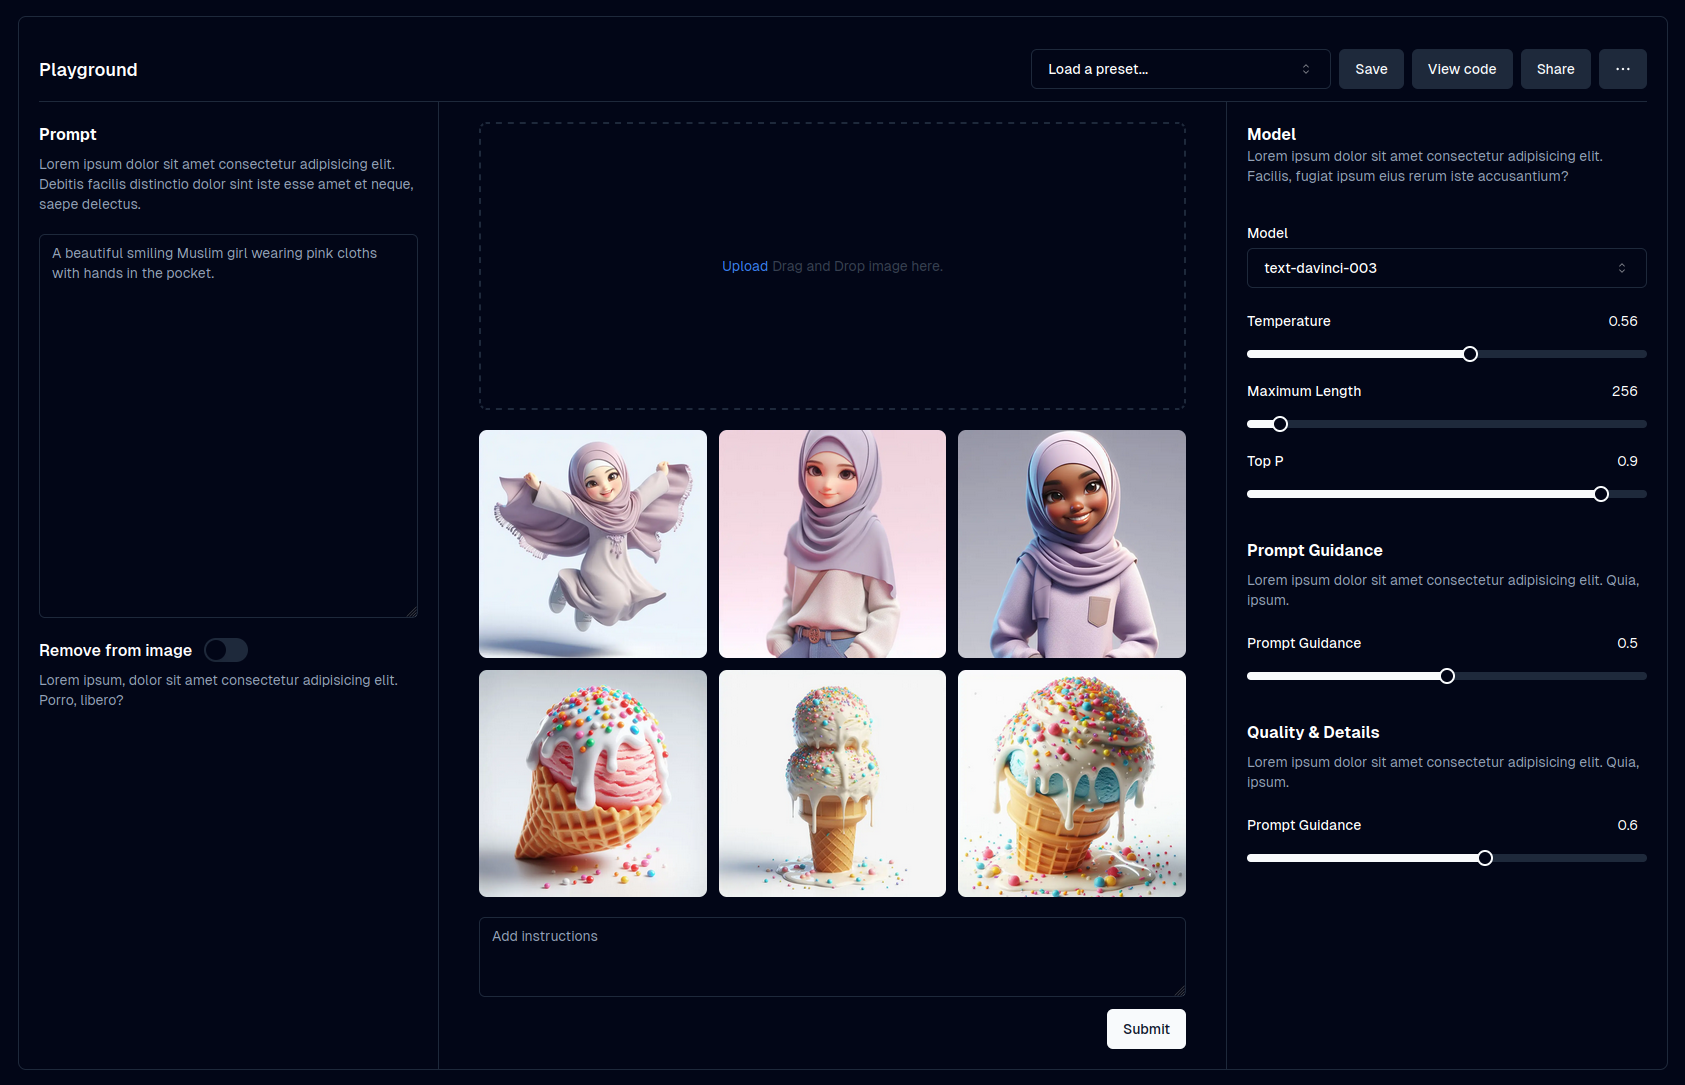 Playground
Load a preset...
Save
View code
Share
Prompt
Lorem ipsum dolor sit amet consectetur adipisicing elit.
Debitis facilis distinctio dolor sint iste esse amet et neque,
saepe delectus.
A beautiful smiling Muslim girl wearing pink cloths
with hands in the pocket.
Remove from image
Lorem ipsum, dolor sit amet consectetur adipisicing elit.
Porro, libero?
Upload Drag and Drop image here.
Add instructions
Submit
Model
Lorem ipsum dolor sit amet consectetur adipisicing elit.
Facilis, fugiat ipsum eius rerum iste accusantium?
Model
text-davinci-003
Temperature 0.56
Maximum Length 256
Top P 0.9
Prompt Guidance
Lorem ipsum dolor sit amet consectetur adipisicing elit. Quia,
ipsum.
Prompt Guidance 0.5
Quality & Details
Lorem ipsum dolor sit amet consectetur adipisicing elit. Quia,
ipsum.
Prompt Guidance 0.6